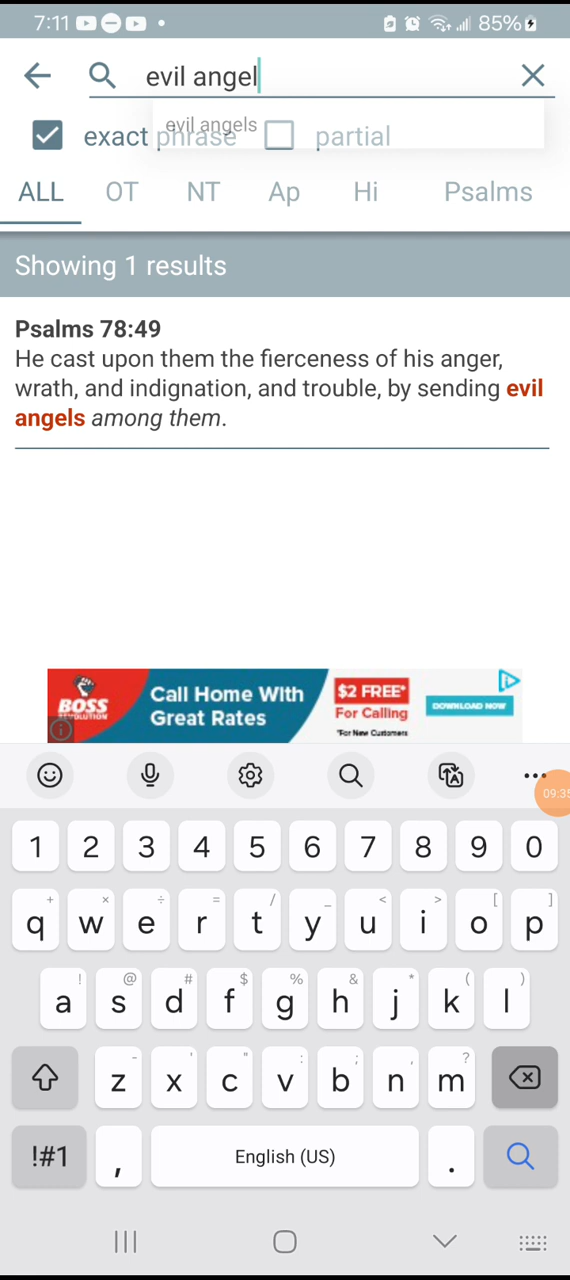 7:11 85%
evil angel
evil angels
exact phrase partial
ALL OT NT Ap Hi Psalms
Showing 1 results
Psalms 78:49
He cast upon them the fierceness of his anger,
wrath, and indignation, and trouble, by sending evil
angels among them.
BOSS
REVOLUTION
Call Home With
Great Rates
$2 FREE*
For Calling
*For New Customers
DOWNLOAD NOW
09:35
1 2 3 4 5 6 7 8 9 0
+ × ÷ = / _ < > [ ]
q w e r t y u i o p
! @ # $ % & * ( )
a s d f g h j k l
- ' " : ; , ?
z x c v b n m
!#1 , English (US) .